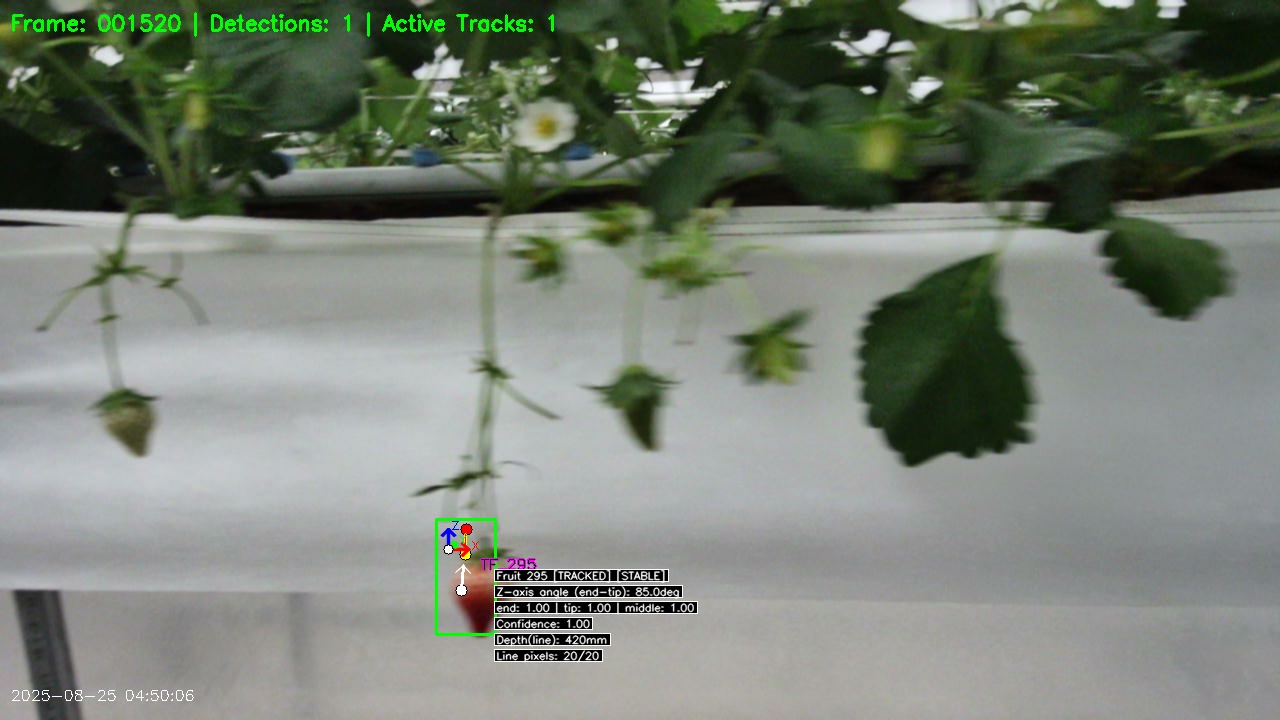 Frame: 001520 | Detections: 1 | Active Tracks: 1
Z
X
TF 295
Fruit 295 [TRACKED] [STABLE]
Z-axis angle (end-tip): 85.0deg
end: 1.00 | tip: 1.00 | middle: 1.00
Confidence: 1.00
Depth(line): 420mm
Line pixels: 20/20
2025-08-25 04:50:06